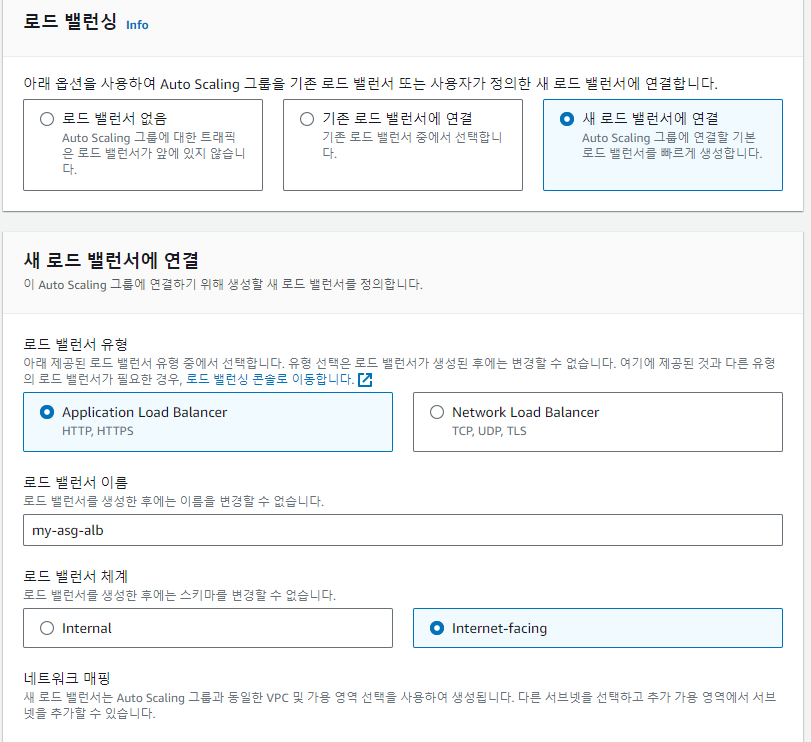 로드 밸런싱 Info
아래 옵션을 사용하여 Auto Scaling 그룹을 기존 로드 밸런서 또는 사용자가 정의한 새 로드 밸런서에 연결합니다.
로드 밸런서 없음
Auto Scaling 그룹에 대한 트래픽
은 로드 밸런서가 앞에 있지 않습니
다.
기존 로드 밸런서에 연결
기존 로드 밸런서 중에서 선택합니
다.
새 로드 밸런서에 연결
Auto Scaling 그룹에 연결할 기본
로드 밸런서를 빠르게 생성합니다.
새 로드 밸런서에 연결
이 Auto Scaling 그룹에 연결하기 위해 생성할 새 로드 밸런서를 정의합니다.
로드 밸런서 유형
아래 제공된 로드 밸런서 유형 중에서 선택합니다. 유형 선택은 로드 밸런서가 생성된 후에는 변경할 수 없습니다. 여기에 제공된 것과 다른 유형
의 로드 밸런서가 필요한 경우, 로드 밸런싱 콘솔로 이동합니다.
Application Load Balancer
HTTP, HTTPS
Network Load Balancer
TCP, UDP, TLS
로드 밸런서 이름
로드 밸런서를 생성한 후에는 이름을 변경할 수 없습니다.
my-asg-alb
로드 밸런서 체계
로드 밸런서를 생성한 후에는 스키마를 변경할 수 없습니다.
Internal
Internet-facing
네트워크 매핑
새 로드 밸런서는 Auto Scaling 그룹과 동일한 VPC 및 가용 영역 선택을 사용하여 생성됩니다. 다른 서브넷을 선택하고 추가 가용 영역에서 서브
넷을 추가할 수 있습니다.